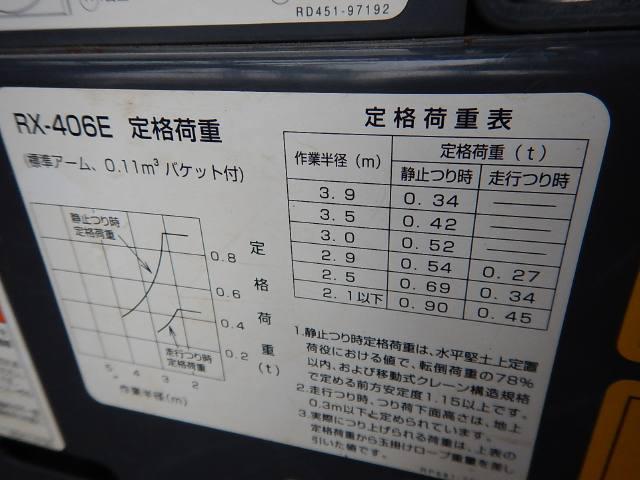 RD451-97192
RX-406E 定格荷重
(標準アーム、0.11m³ バケット付)
静止つり時
定格荷重
走行つり時
定格荷重
0.8
0.6
0.4
0.2
定格荷重(t)
5 4 3 2
作業半径(m)
定格荷重表
作業半径(m) 定格荷重(t)
静止つり時 走行つり時
3.9 0.34 ——
3.5 0.42 ——
3.0 0.52 ——
2.9 0.54 0.27
2.5 0.69 0.34
2.1以下 0.90 0.45
1.静止つり時定格荷重は、水平堅土上定置
荷役における値で、転倒荷重の78%
以内、および移動式クレーン構造規格
で定める前方安定度1.15以上です。
2.走行つり時、つり荷下面高さは、地上
0.3m以下と定められています。
3.実際につり上げられる荷重は、上表の
定格荷重から玉掛けロープ重量を差し
引いた値です。